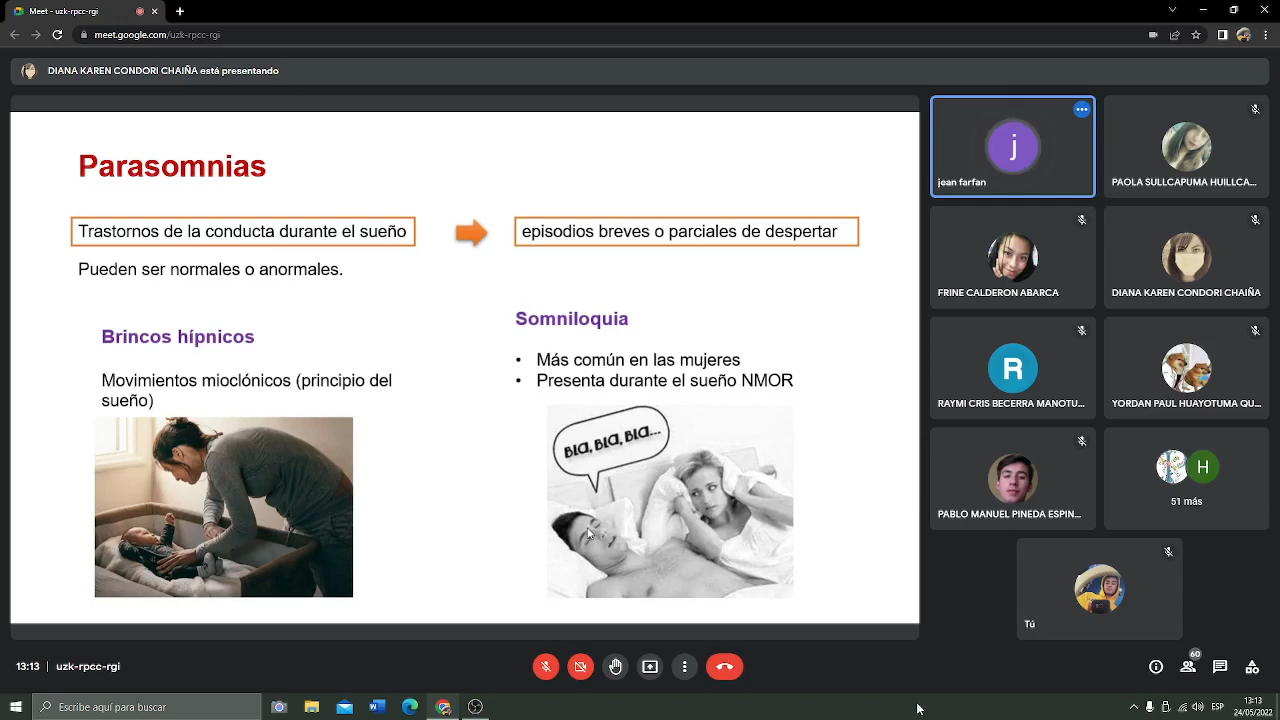 Meet - uzk-rpcc-rgi
meet.google.com/uzk-rpcc-rgi
DIANA KAREN CONDORI CHAIÑA está presentando
Parasomnias
Trastornos de la conducta durante el sueño
episodios breves o parciales de despertar
Pueden ser normales o anormales.
Brincos hípnicos
Movimientos mioclónicos (principio del
sueño)
Somniloquia
• Más común en las mujeres
• Presenta durante el sueño NMOR
BLA, BLA, BLA...
j
jean farfan
PAOLA SULLCAPUMA HUILLCA...
FRINE CALDERON ABARCA
DIANA KAREN CONDORI CHAIÑA
R
RAYMI CRIS BECERRA MANOTU...
YORDAN PAUL HUAYOTUMA QU...
PABLO MANUEL PINEDA ESPIN...
H
51 más
Tú
13:13 | uzk-rpcc-rgi
60
Escribe aquí para buscar
W
ESP
13:13
24/05/2022